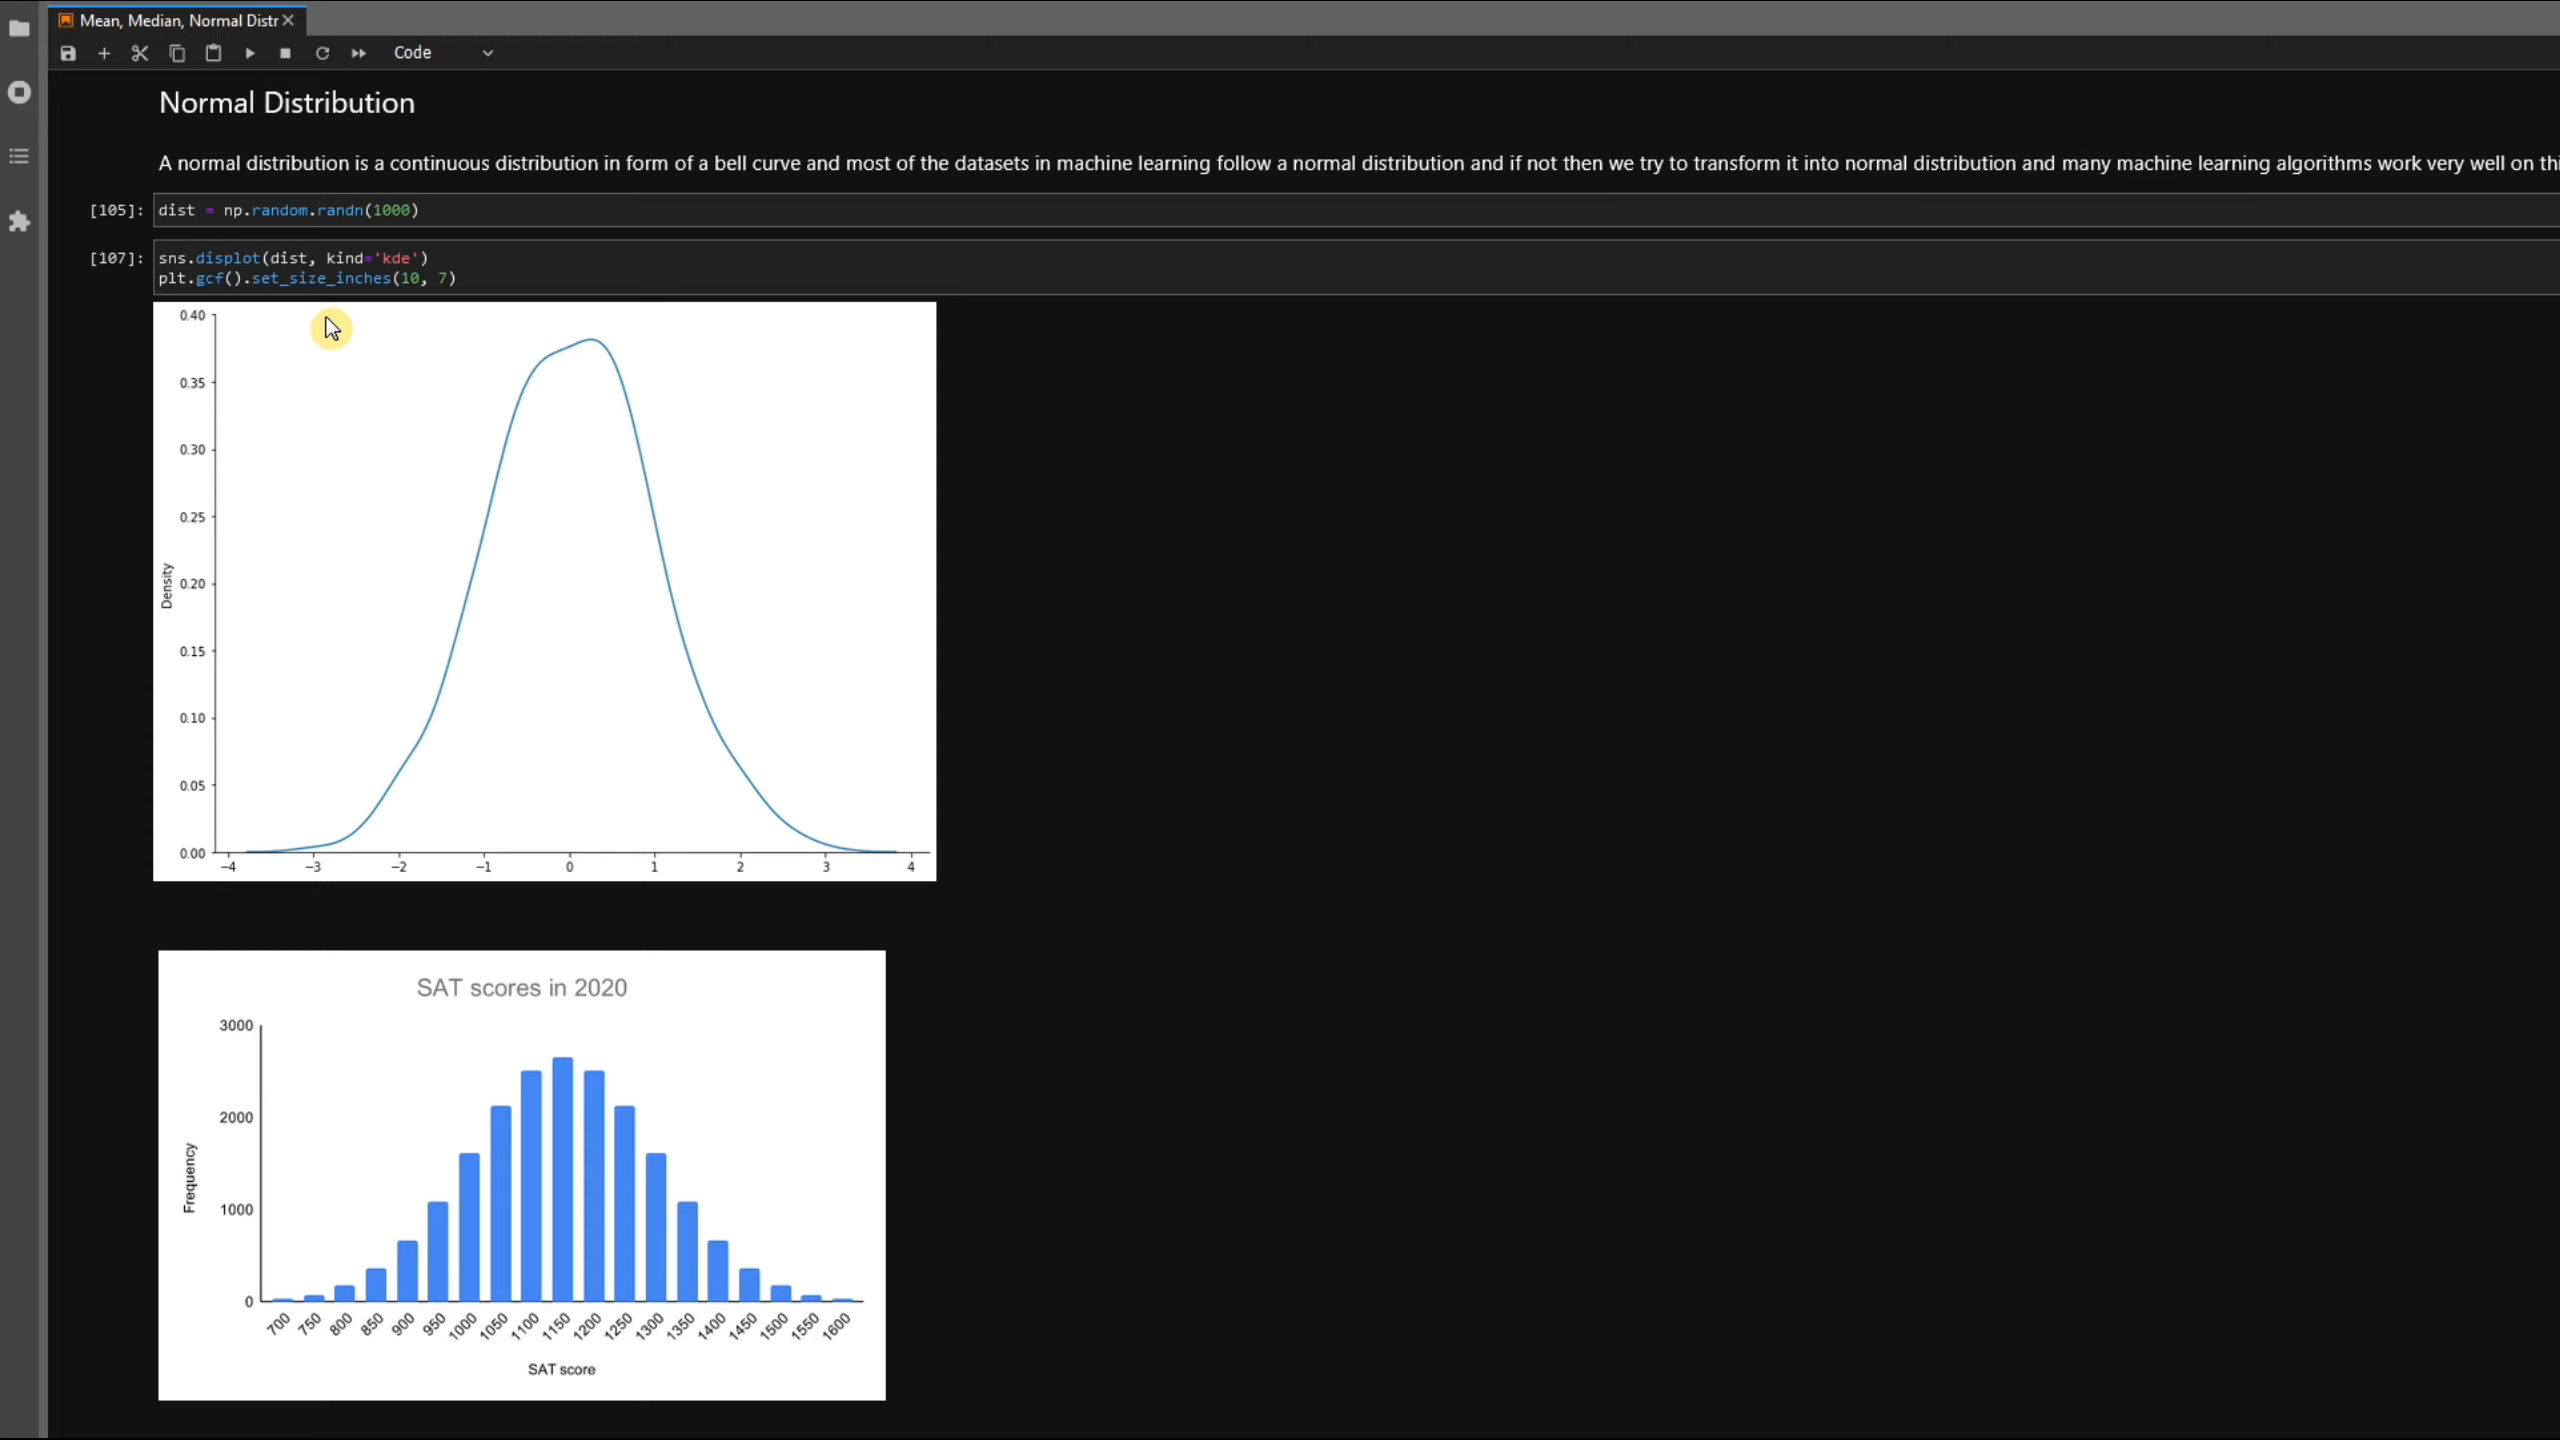 Mean, Median, Normal Distr
Code
Normal Distribution
A normal distribution is a continuous distribution in form of a bell curve and most of the datasets in machine learning follow a normal distribution and if not then we try to transform it into normal distribution and many machine learning algorithms work very well on thi
[105]: dist = np.random.randn(1000)
[107]: sns.displot(dist, kind='kde')
plt.gcf().set_size_inches(10, 7)
0.40
0.35
0.30
0.25
0.20
0.15
0.10
0.05
0.00
Density
−4 −3 −2 −1 0 1 2 3 4
SAT scores in 2020
3000
2000
1000
0
Frequency
700 750 800 850 900 950 1000 1050 1100 1150 1200 1250 1300 1350 1400 1450 1500 1550 1600
SAT score